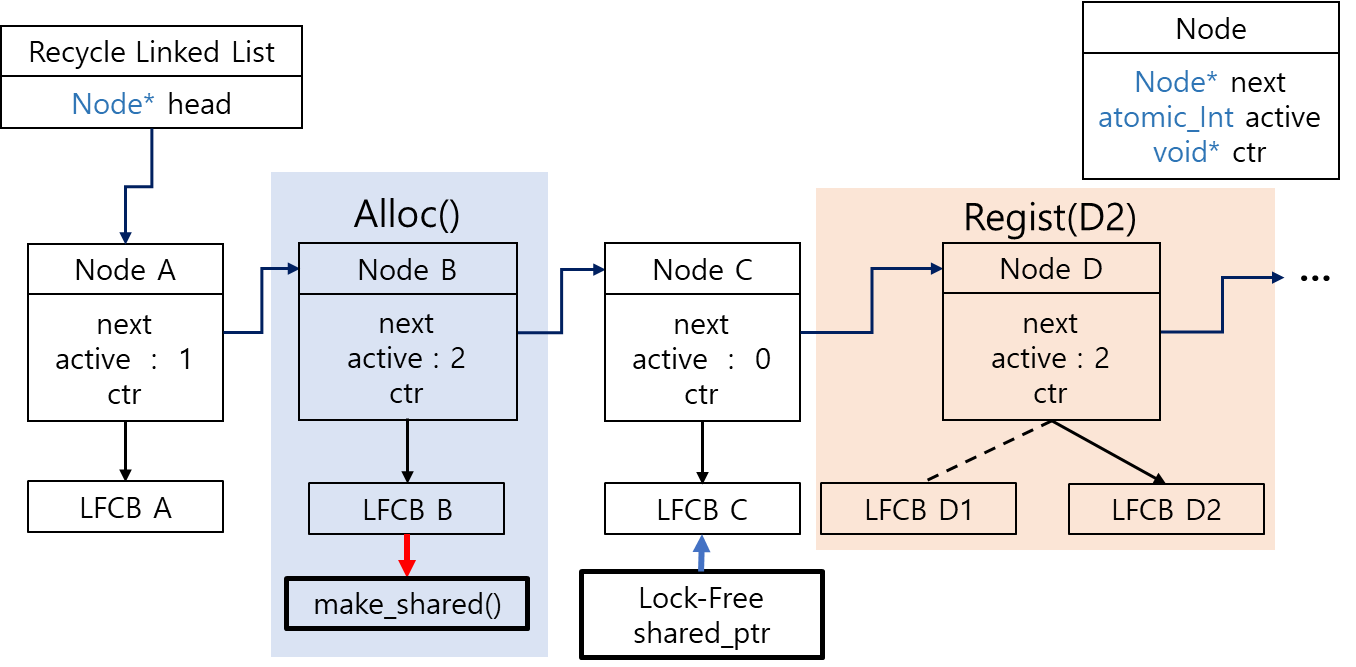 Recycle Linked List
Node* head
Node
Node* next
atomic_Int active
void* ctr
Alloc()
Regist(D2)
Node A
next
active : 1
ctr
Node B
next
active : 2
ctr
Node C
next
active : 0
ctr
Node D
next
active : 2
ctr
...
LFCB A
LFCB B
LFCB C
LFCB D1
LFCB D2
make_shared()
Lock-Free
shared_ptr